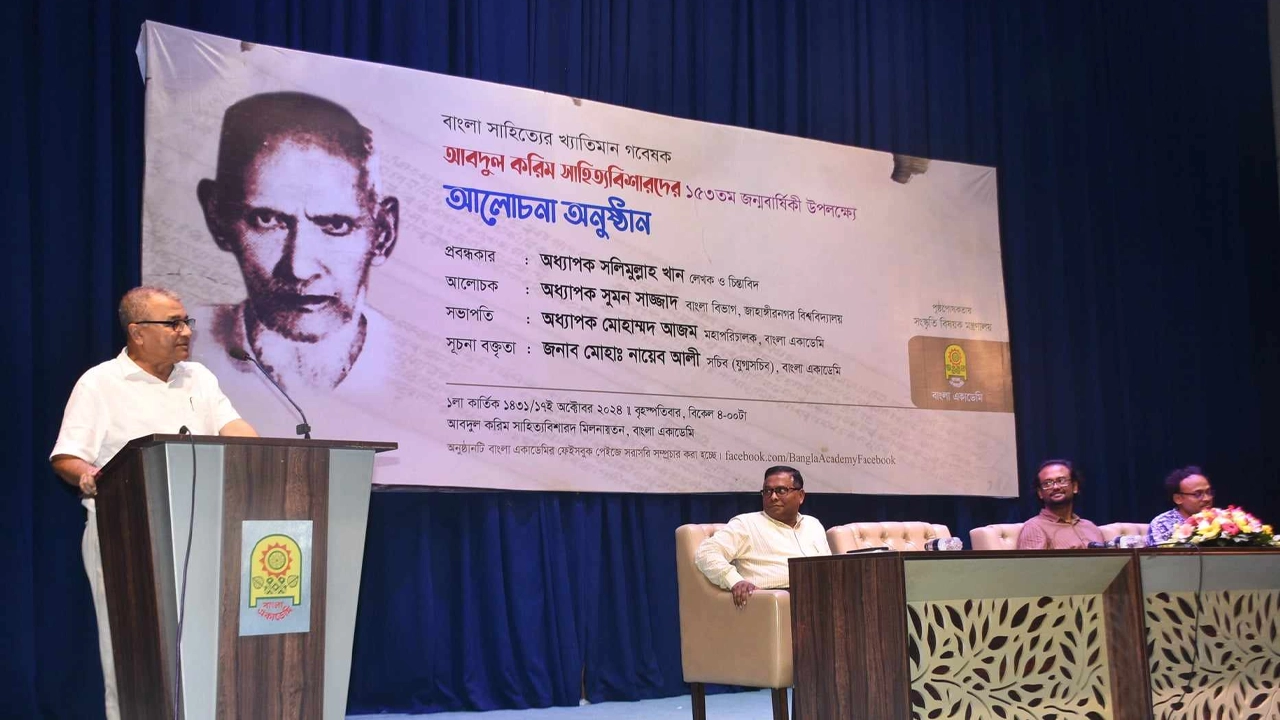 বাংলা সাহিত্যের খ্যাতিমান গবেষক
আবদুল করিম সাহিত্যবিশারদের ১৫৩তম জন্মবার্ষিকী উপলক্ষ্যে
আলোচনা অনুষ্ঠান
প্রবন্ধকার : অধ্যাপক সলিমুল্লাহ খান লেখক ও চিন্তাবিদ
আলোচক : অধ্যাপক সুমন সাজ্জাদ বাংলা বিভাগ, জাহাঙ্গীরনগর বিশ্ববিদ্যালয়
সভাপতি : অধ্যাপক মোহাম্মদ আজম মহাপরিচালক, বাংলা একাডেমি
সূচনা বক্তৃতা : জনাব মোহাঃ নায়েব আলী সচিব (যুগ্মসচিব), বাংলা একাডেমি
১লা কার্তিক ১৪৩১/১৭ই অক্টোবর ২০২৪ ॥ বৃহস্পতিবার, বিকেল ৪-০০টা
আবদুল করিম সাহিত্যবিশারদ মিলনায়তন, বাংলা একাডেমি
অনুষ্ঠানটি বাংলা একাডেমির ফেইসবুক পেইজে সরাসরি সম্প্রচার করা হচ্ছে। facebook.com/BanglaAcademyFacebook
পৃষ্ঠপোষকতায়
সংস্কৃতি বিষয়ক মন্ত্রণালয়
বাংলা একাডেমি
বাংলা
একাডেমি